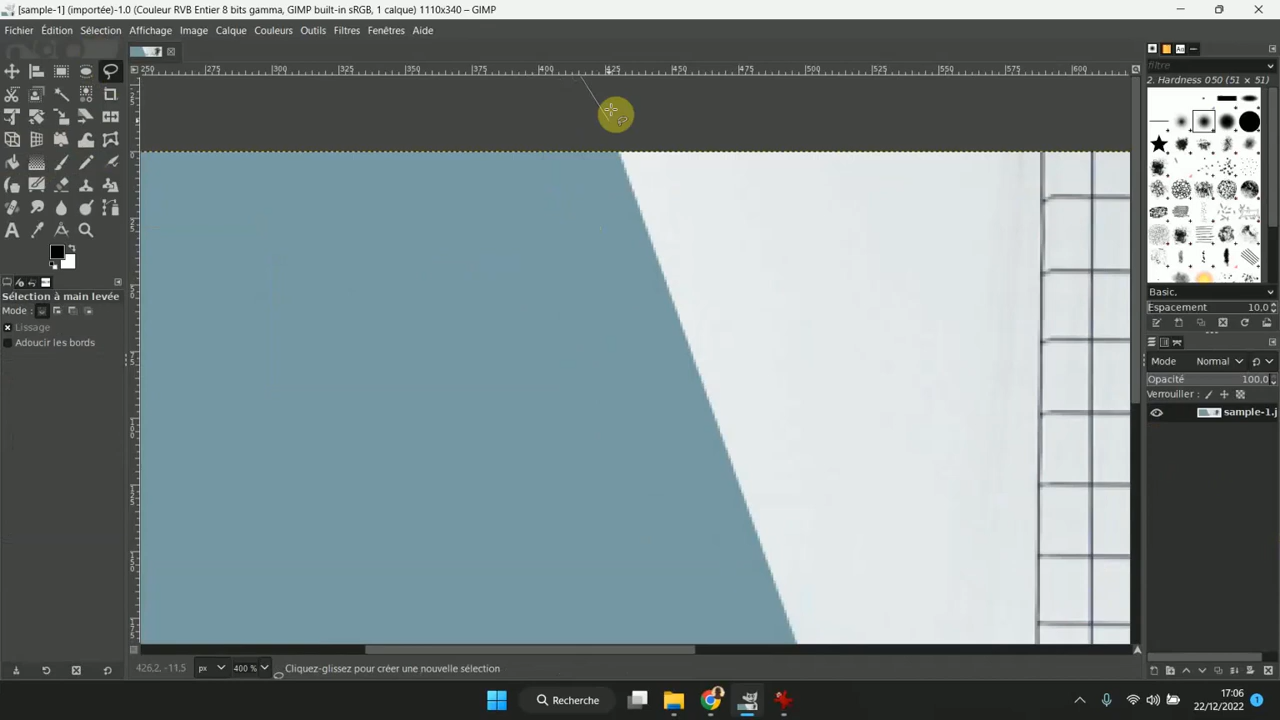 [sample-1] (importée)-1.0 (Couleur RVB Entier 8 bits gamma, GIMP built-in sRGB, 1 calque) 1110x340 – GIMP
Fichier Édition Sélection Affichage Image Calque Couleurs Outils Filtres Fenêtres Aide
250 275 300 325 350 375 400 425 450 475 500 525 550 575 600
filtre
2. Hardness 050 (51 × 51)
Sélection à main levée
Mode :
Lissage
Adoucir les bords
Basic,
Espacement 10,0
Mode Normal
Opacité 100,0
Verrouiller :
sample-1.j
426,2, -11,5 px 400 % Cliquez-glissez pour créer une nouvelle sélection
Recherche
17:06
22/12/2022
1